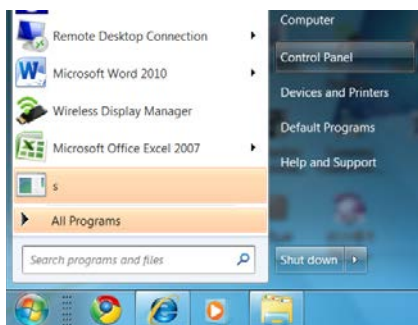 Remote Desktop Connection
Microsoft Word 2010
Wireless Display Manager
Microsoft Office Excel 2007
s
All Programs
Search programs and files
Computer
Control Panel
Devices and Printers
Default Programs
Help and Support
Shut down